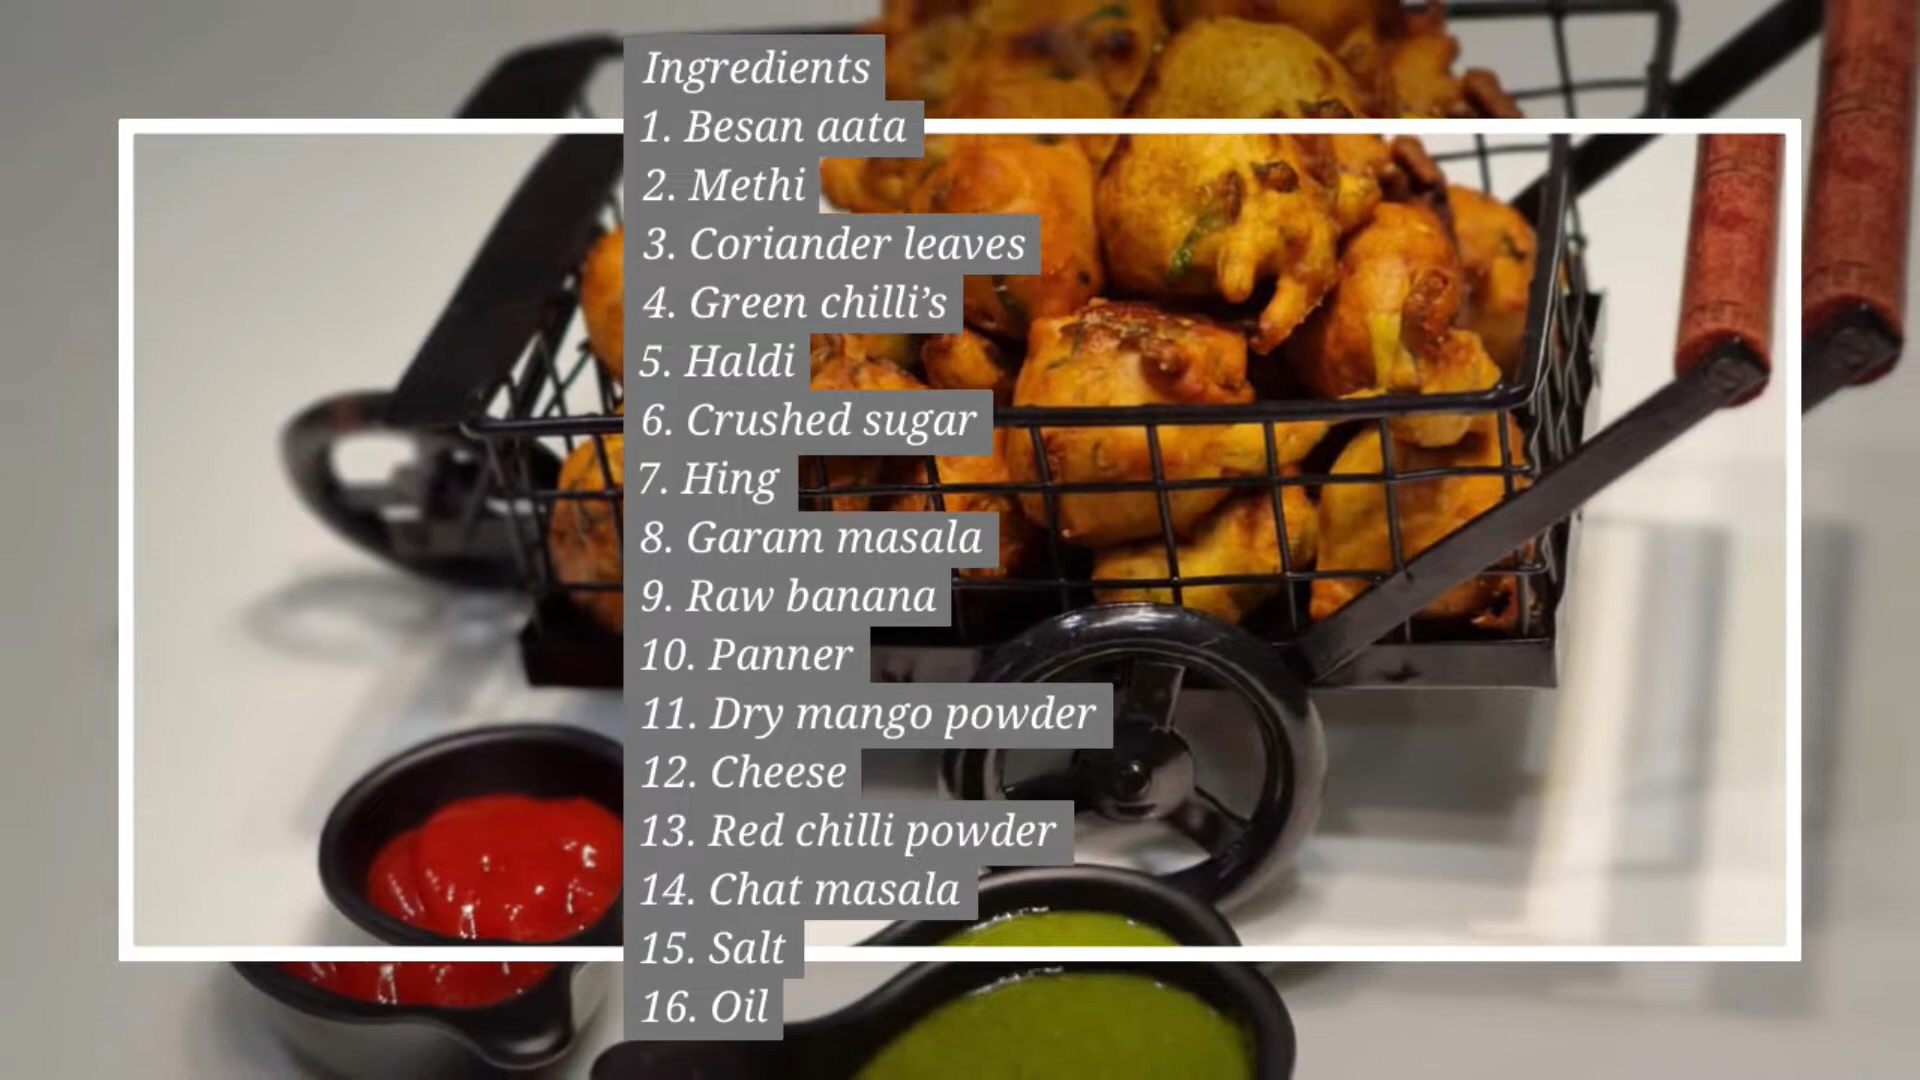 Ingredients
1. Besan aata
2. Methi
3. Coriander leaves
4. Green chilli’s
5. Haldi
6. Crushed sugar
7. Hing
8. Garam masala
9. Raw banana
10. Panner
11. Dry mango powder
12. Cheese
13. Red chilli powder
14. Chat masala
15. Salt
16. Oil